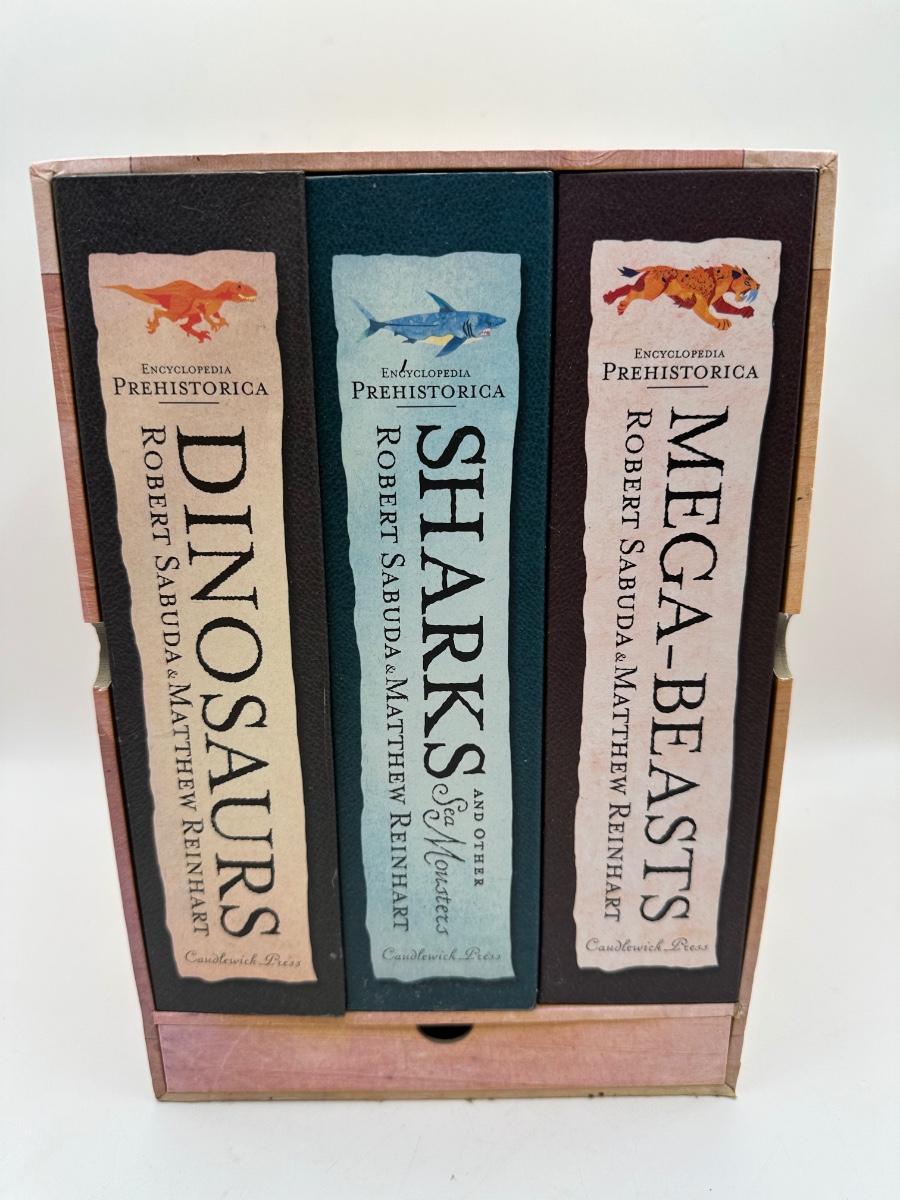 ENCYCLOPEDIA
PREHISTORICA
DINOSAURS
ROBERT SABUDA & MATTHEW REINHART
Candlewick Press
ENCYCLOPEDIA
PREHISTORICA
SHARKS
AND OTHER
Sea Monsters
ROBERT SABUDA & MATTHEW REINHART
Candlewick Press
ENCYCLOPEDIA
PREHISTORICA
MEGA-BEASTS
ROBERT SABUDA & MATTHEW REINHART
Candlewick Press